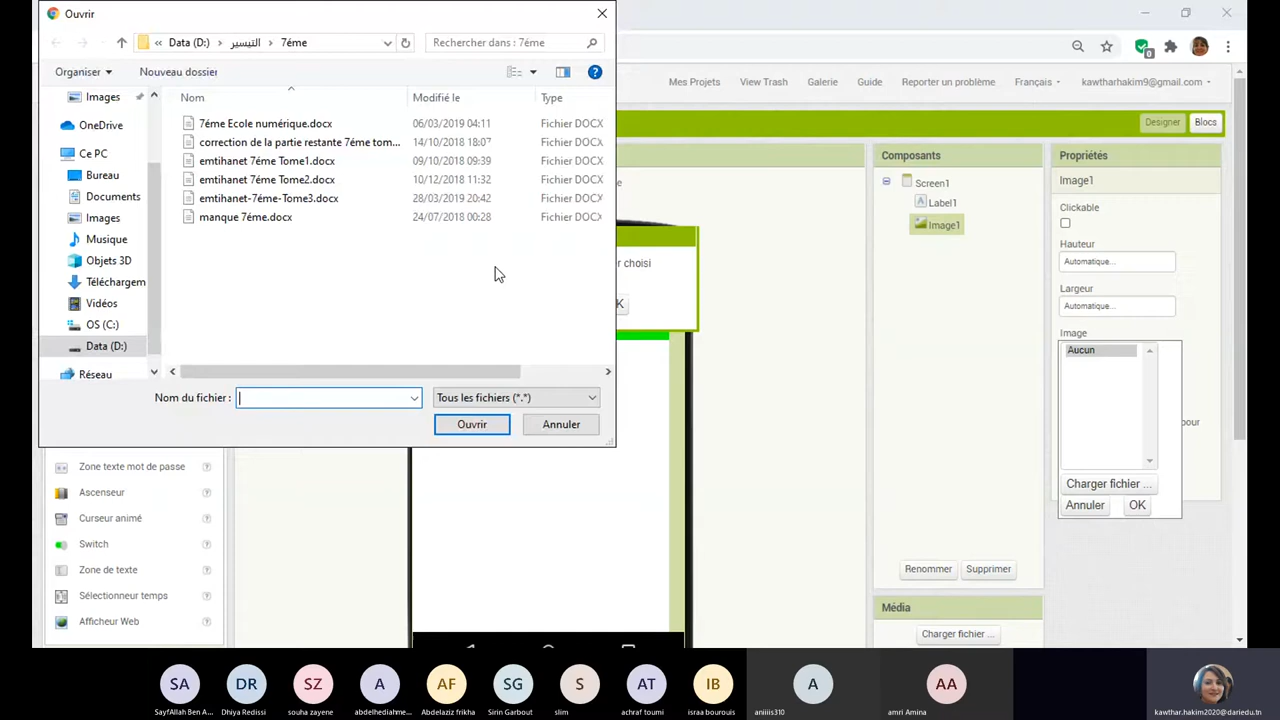 Ouvrir
Data (D:)
التيسير
7éme
Rechercher dans : 7éme
Organiser
Nouveau dossier
Images
OneDrive
Ce PC
Bureau
Documents
Images
Musique
Objets 3D
Téléchargem
Vidéos
OS (C:)
Data (D:)
Réseau
Nom
Modifié le
Type
7éme Ecole numérique.docx 06/03/2019 04:11 Fichier DOCX
correction de la partie restante 7éme tom... 14/10/2018 18:07 Fichier DOCX
emtihanet 7éme Tome1.docx 09/10/2018 09:39 Fichier DOCX
emtihanet 7éme Tome2.docx 10/12/2018 11:32 Fichier DOCX
emtihanet-7éme-Tome3.docx 28/03/2019 20:42 Fichier DOCX
manque 7éme.docx 24/07/2018 00:28 Fichier DOCX
Nom du fichier :
Tous les fichiers (*.*)
Ouvrir
Annuler
0
Mes Projets
View Trash
Galerie
Guide
Reporter un problème
Français
kawtharhakim9@gmail.com
Designer
Blocs
Composants
Screen1
Label1
Image1
Renommer
Supprimer
Média
Charger fichier ...
Propriétés
Image1
Clickable
Hauteur
Automatique...
Largeur
Automatique...
Image
Aucun
Charger fichier ...
Annuler
OK
pour
r choisi
K
Zone texte mot de passe
Ascenseur
Curseur animé
Switch
Zone de texte
Sélectionneur temps
Afficheur Web
SA
DR
SZ
A
AF
SG
S
AT
IB
A
AA
SayfAllah Ben A...
Dhiya Redissi
souha zayene
abdelhediahme...
Abdelaziz frikha
Sirin Garbout
slim
achraf toumi
israa bourouis
aniiiis310
amri Amina
kawthar.hakim2020@dariedu.tn